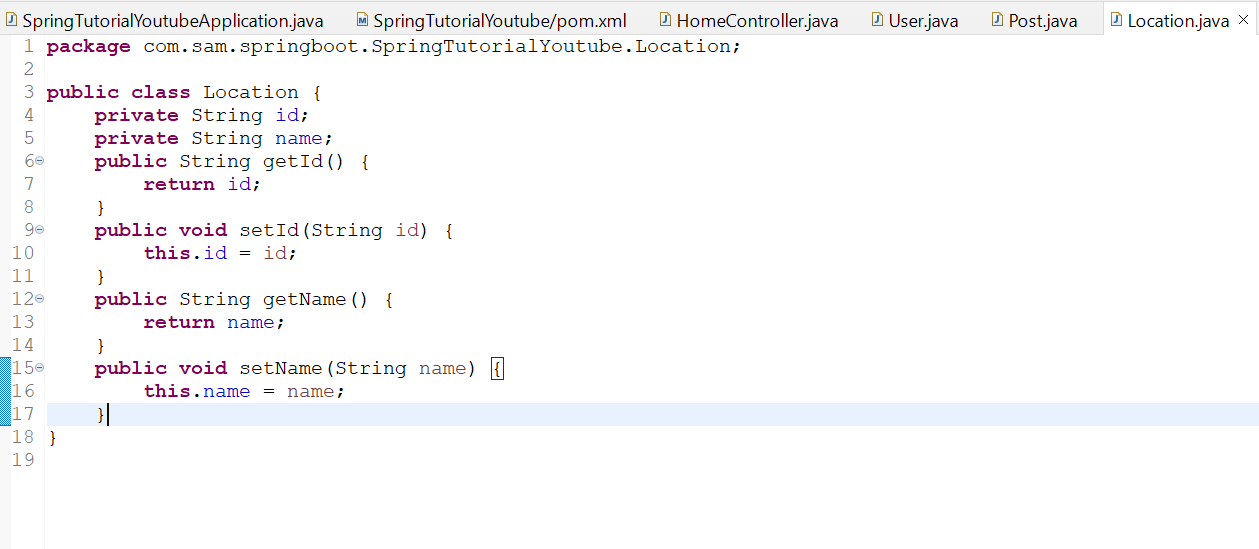 SpringTutorialYoutubeApplication.java SpringTutorialYoutube/pom.xml HomeController.java User.java Post.java Location.java
1 package com.sam.springboot.SpringTutorialYoutube.Location;
2
3 public class Location {
4     private String id;
5     private String name;
6     public String getId() {
7         return id;
8     }
9     public void setId(String id) {
10         this.id = id;
11     }
12     public String getName() {
13         return name;
14     }
15     public void setName(String name) {
16         this.name = name;
17     }
18 }
19